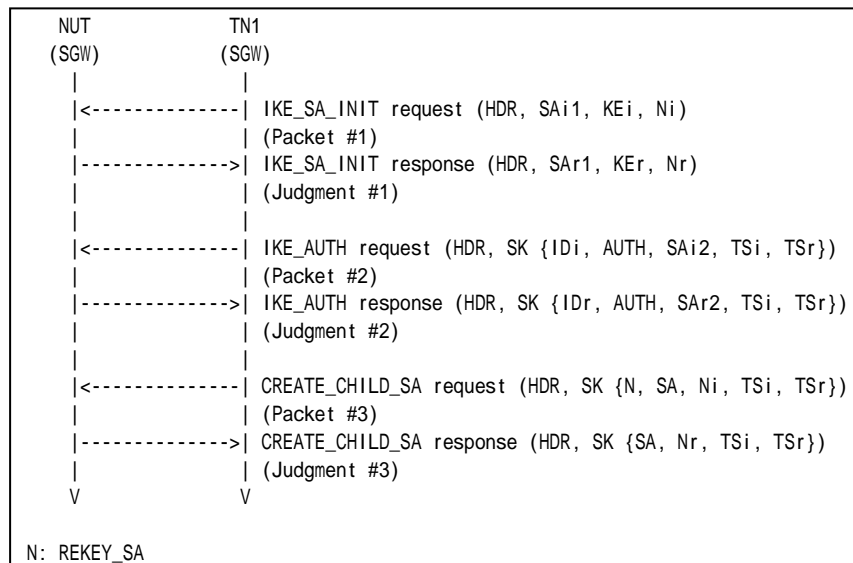 NUT TN1
(SGW) (SGW)
| |
|<--------------| IKE_SA_INIT request (HDR, SAi1, KEi, Ni)
| | (Packet #1)
|-------------->| IKE_SA_INIT response (HDR, SAr1, KEr, Nr)
| | (Judgment #1)
| |
|<--------------| IKE_AUTH request (HDR, SK {IDi, AUTH, SAi2, TSi, TSr})
| | (Packet #2)
|-------------->| IKE_AUTH response (HDR, SK {IDr, AUTH, SAr2, TSi, TSr})
| | (Judgment #2)
| |
|<--------------| CREATE_CHILD_SA request (HDR, SK {N, SA, Ni, TSi, TSr})
| | (Packet #3)
|-------------->| CREATE_CHILD_SA response (HDR, SK {SA, Nr, TSi, TSr})
| | (Judgment #3)
V V
N: REKEY_SA